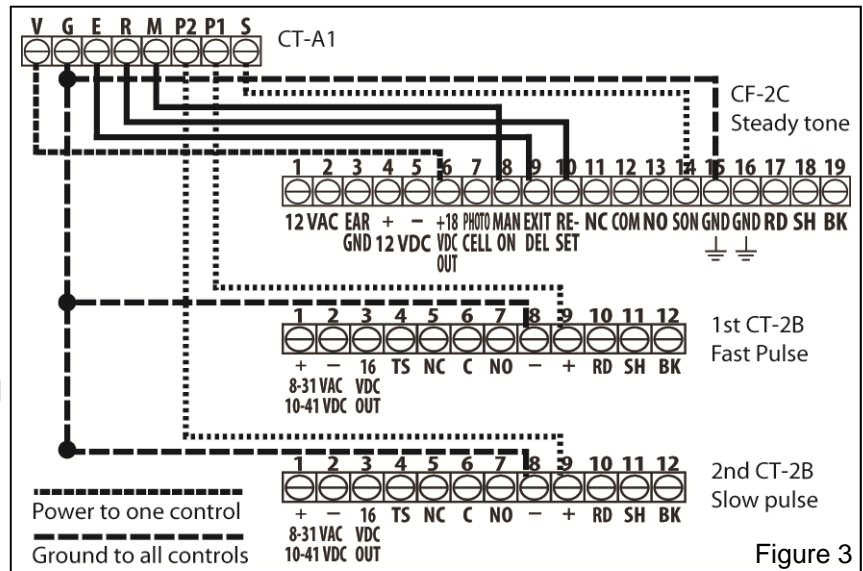 V G E R M P2 P1 S
CT-A1
CF-2C
Steady tone
1 2 3 4 5 6 7 8 9 10 11 12 13 14 15 16 17 18 19
12 VAC EAR GND + − 12 VDC +18 VDC OUT PHOTO CELL MAN ON EXIT DEL RE- SET NC COM NO SON GND GND RD SH BK
1 2 3 4 5 6 7 8 9 10 11 12
+ − 16 TS NC C NO − + RD SH BK
8-31 VAC VDC
10-41 VDC OUT
1st CT-2B
Fast Pulse
1 2 3 4 5 6 7 8 9 10 11 12
+ − 16 TS NC C NO − + RD SH BK
8-31 VAC VDC
10-41 VDC OUT
2nd CT-2B
Slow pulse
Power to one control
Ground to all controls
Figure 3